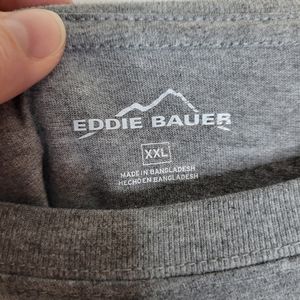 EDDIE BAUER
XXL
MADE IN BANGLADESH
HECHO EN BANGLADESH